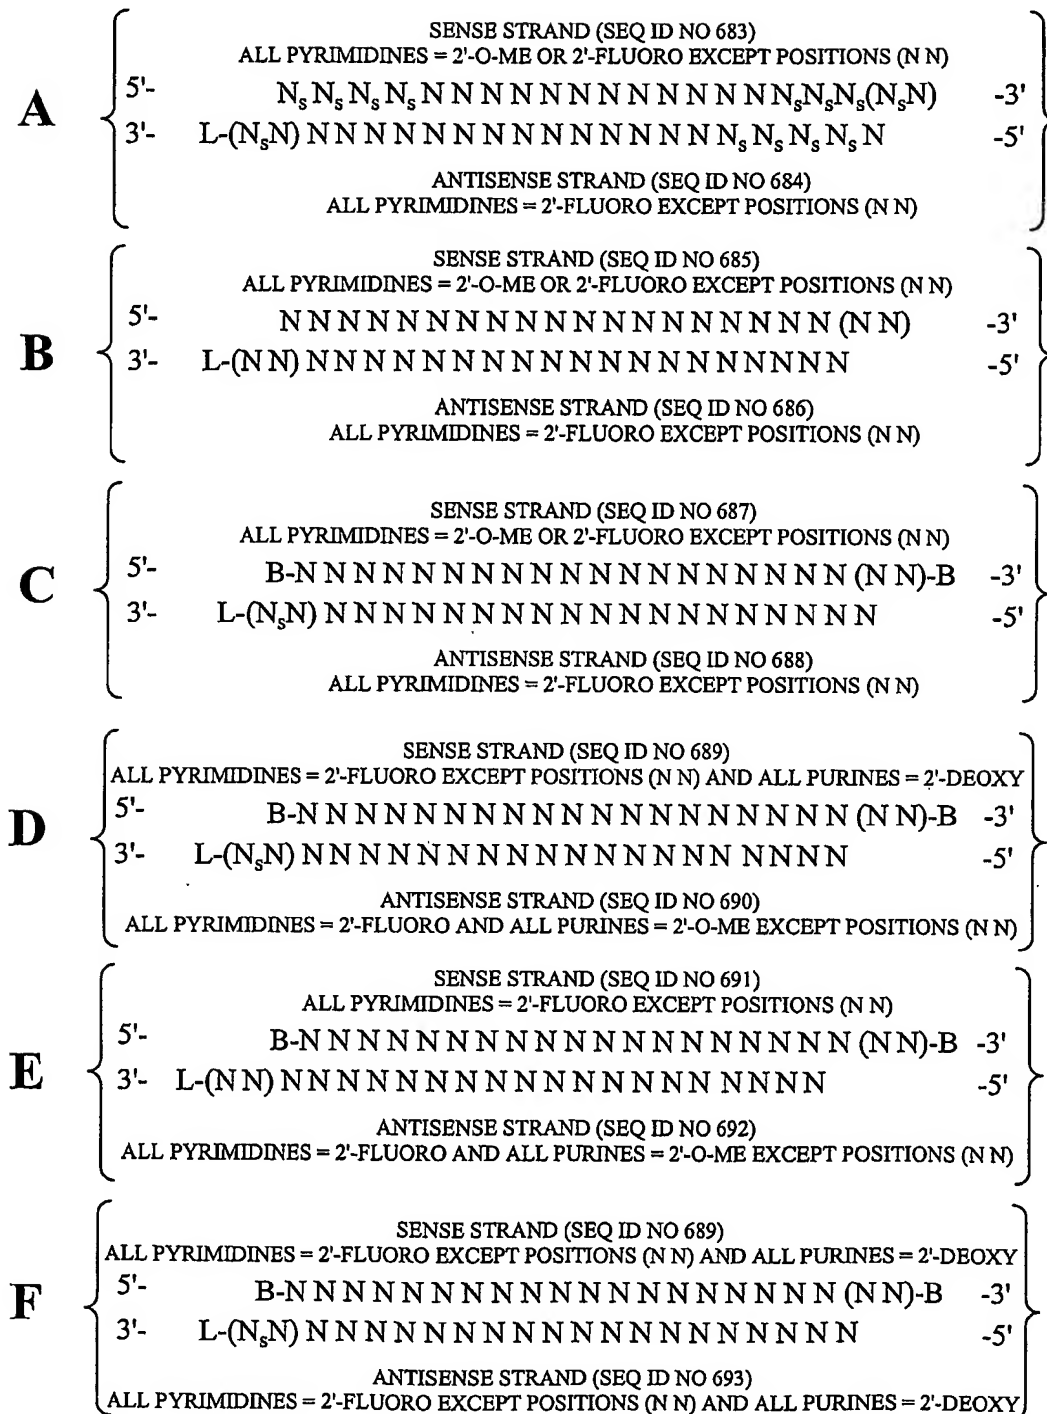 SENSE STRAND (SEQ ID NO 683)
ALL PYRIMIDINES = 2'-O-ME OR 2'-FLUORO EXCEPT POSITIONS (N N)
A 5'- NsNsNsNsN N N N N N N N N N N N NsNsNs(NsN) -3'
3'- L-(NsN) N N N N N N N N N N N N N N Ns Ns Ns Ns N -5'
ANTISENSE STRAND (SEQ ID NO 684)
ALL PYRIMIDINES = 2'-FLUORO EXCEPT POSITIONS (N N)
SENSE STRAND (SEQ ID NO 685)
ALL PYRIMIDINES = 2'-O-ME OR 2'-FLUORO EXCEPT POSITIONS (N N)
B 5'- N N N N N N N N N N N N N N N N N N N (N N) -3'
3'- L-(N N) N N N N N N N N N N N N N N N N N N N -5'
ANTISENSE STRAND (SEQ ID NO 686)
ALL PYRIMIDINES = 2'-FLUORO EXCEPT POSITIONS (N N)
SENSE STRAND (SEQ ID NO 687)
ALL PYRIMIDINES = 2'-O-ME OR 2'-FLUORO EXCEPT POSITIONS (N N)
C 5'- B-N N N N N N N N N N N N N N N N N N N (N N)-B -3'
3'- L-(NsN) N N N N N N N N N N N N N N N N N N N -5'
ANTISENSE STRAND (SEQ ID NO 688)
ALL PYRIMIDINES = 2'-FLUORO EXCEPT POSITIONS (N N)
SENSE STRAND (SEQ ID NO 689)
ALL PYRIMIDINES = 2'-FLUORO EXCEPT POSITIONS (N N) AND ALL PURINES = 2'-DEOXY
D 5'- B-N N N N N N N N N N N N N N N N N N N (N N)-B -3'
3'- L-(NsN) N N N N N N N N N N N N N N N N N N N -5'
ANTISENSE STRAND (SEQ ID NO 690)
ALL PYRIMIDINES = 2'-FLUORO AND ALL PURINES = 2'-O-ME EXCEPT POSITIONS (N N)
SENSE STRAND (SEQ ID NO 691)
ALL PYRIMIDINES = 2'-FLUORO EXCEPT POSITIONS (N N)
E 5'- B-N N N N N N N N N N N N N N N N N N N (N N)-B -3'
3'- L-(N N) N N N N N N N N N N N N N N N N N N N -5'
ANTISENSE STRAND (SEQ ID NO 692)
ALL PYRIMIDINES = 2'-FLUORO AND ALL PURINES = 2'-O-ME EXCEPT POSITIONS (N N)
SENSE STRAND (SEQ ID NO 689)
ALL PYRIMIDINES = 2'-FLUORO EXCEPT POSITIONS (N N) AND ALL PURINES = 2'-DEOXY
F 5'- B-N N N N N N N N N N N N N N N N N N N (N N)-B -3'
3'- L-(NsN) N N N N N N N N N N N N N N N N N N N -5'
ANTISENSE STRAND (SEQ ID NO 693)
ALL PYRIMIDINES = 2'-FLUORO EXCEPT POSITIONS (N N) AND ALL PURINES = 2'-DEOXY